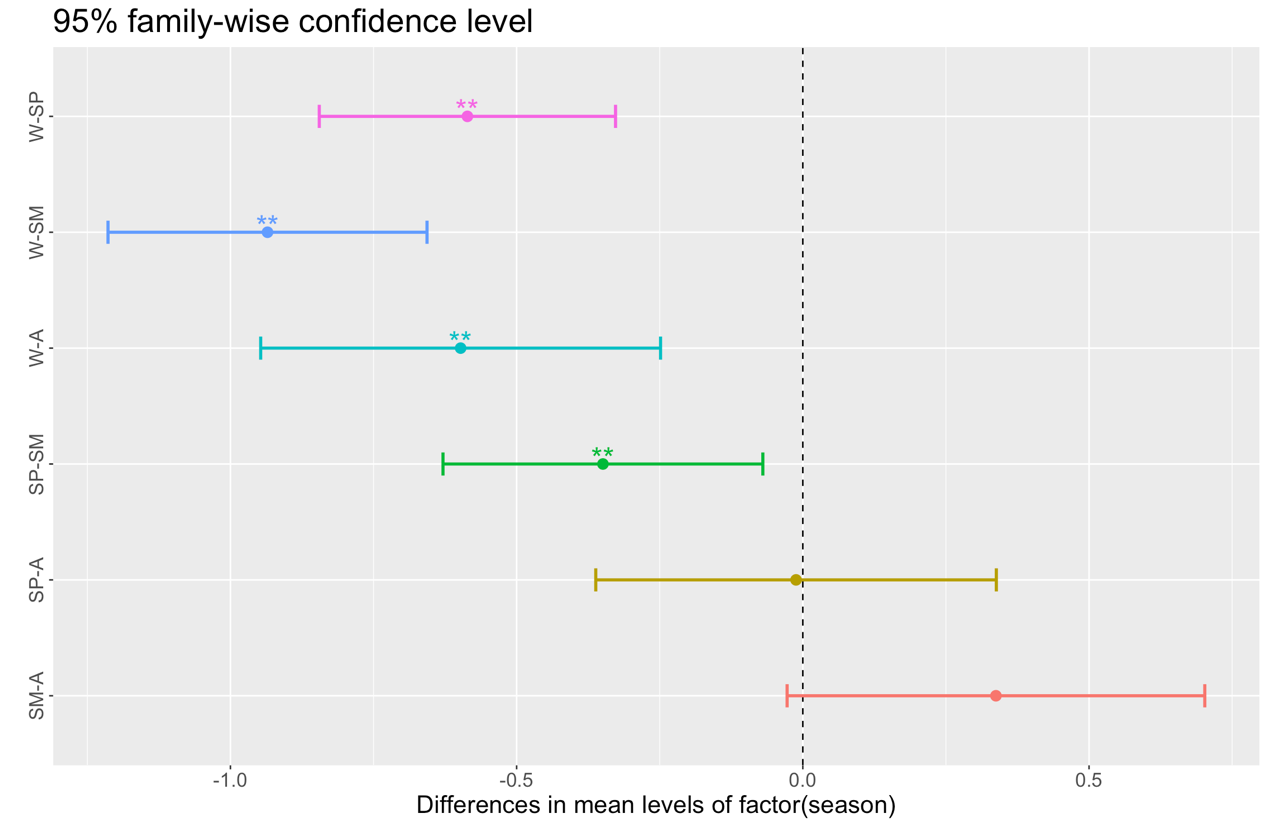 95% family-wise confidence level
W-SP
**
W-SM
**
W-A
**
SP-SM
**
SP-A
SM-A
-1.0 -0.5 0.0 0.5
Differences in mean levels of factor(season)